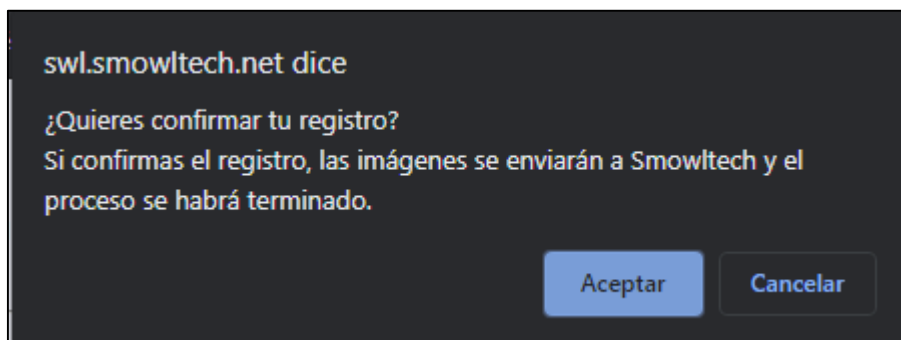 swl.smowltech.net dice
¿Quieres confirmar tu registro?
Si confirmas el registro, las imágenes se enviarán a Smowltech y el
proceso se habrá terminado.
Aceptar
Cancelar